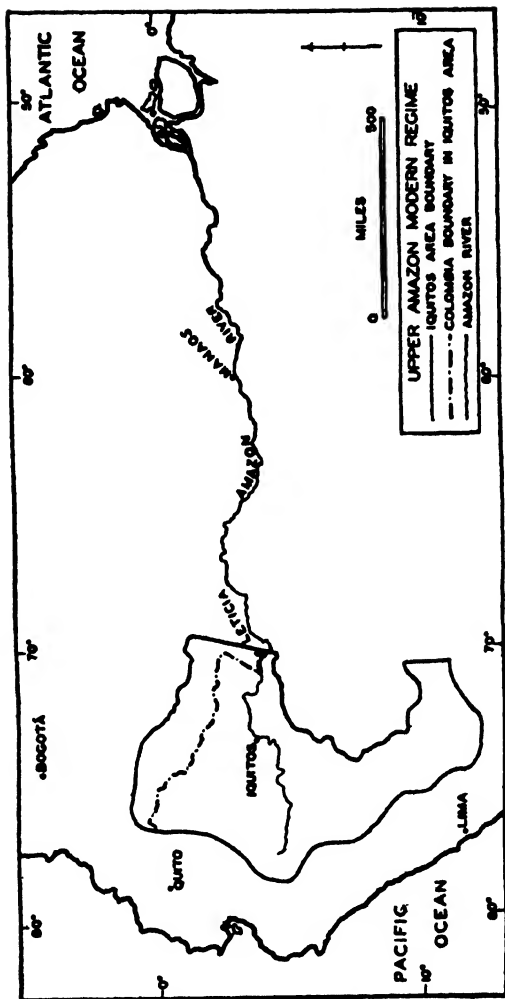 80°
70°
60°
50°
ATLANTIC
OCEAN
0°
0°
.BOGOTÁ
QUITO
IQUITOS
LETICIA
AMAZON
MANAOS
RIVER
PACIFIC
OCEAN
10°
10°
LIMA
MILES
0 500
UPPER AMAZON MODERN REGIME
IQUITOS AREA BOUNDARY
COLOMBIA BOUNDARY IN IQUITOS AREA
AMAZON RIVER
80°
70°
60°
50°